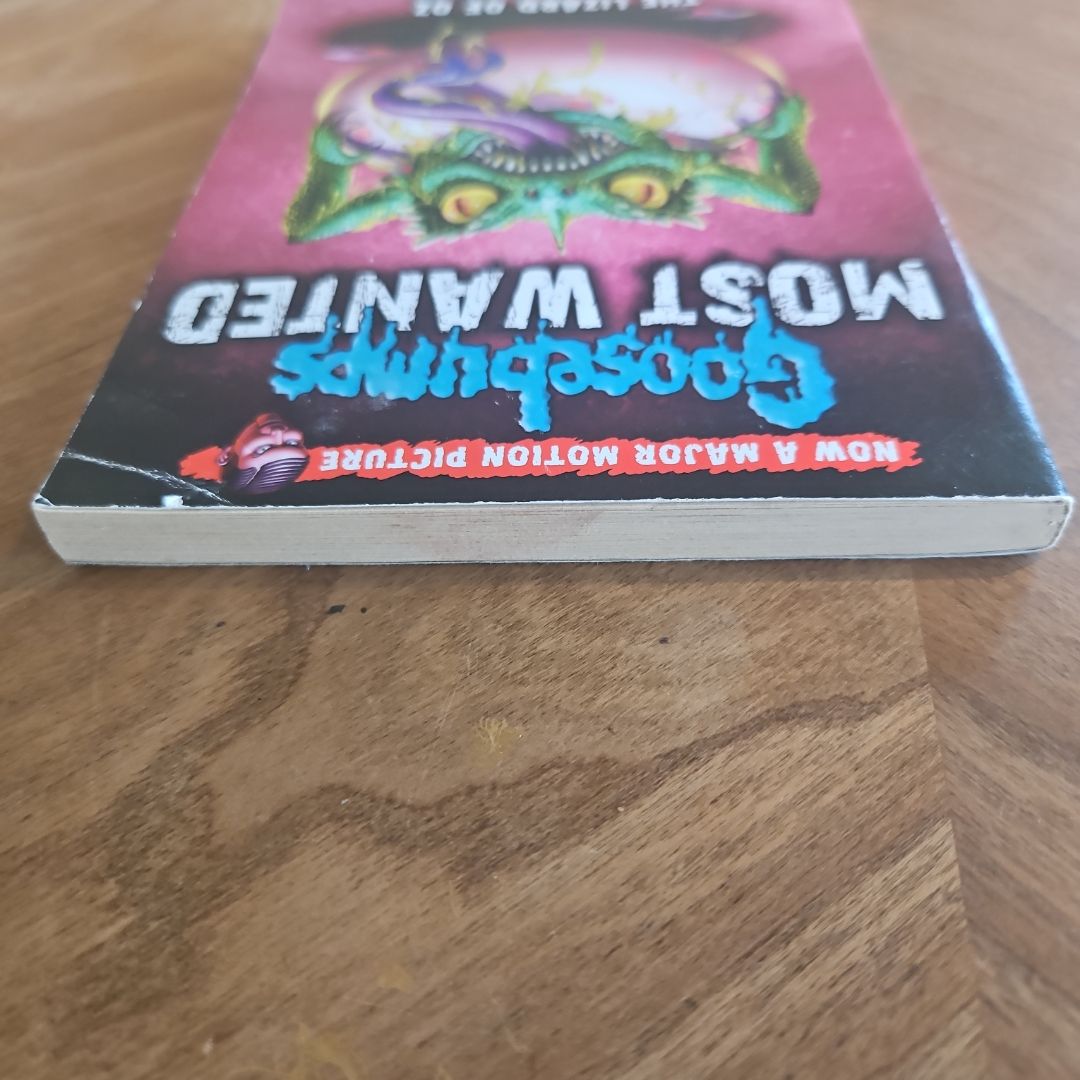 NOW A MAJOR MOTION PICTURE
Goosebumps
MOST WANTED
THE LIZARD OF OZ